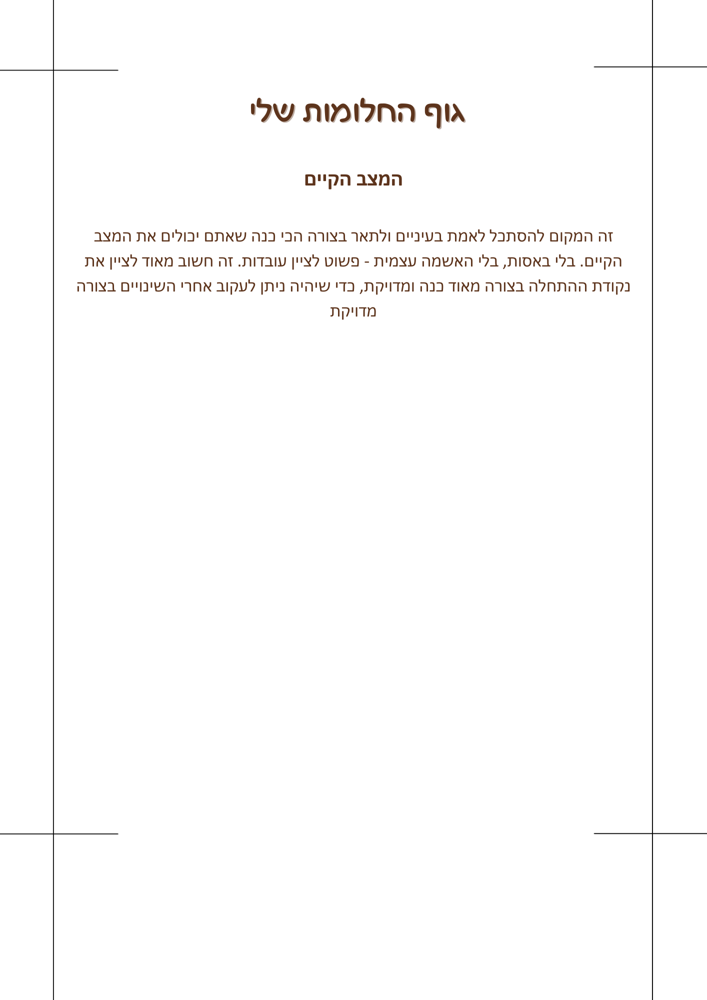 גוף החלומות שלי
המצב הקיים
זה המקום להסתכל לאמת בעיניים ולתאר בצורה הכי כנה שאתם יכולים את המצב
הקיים. בלי באסות, בלי האשמה עצמית - פשוט לציין עובדות. זה חשוב מאוד לציין את
נקודת ההתחלה בצורה מאוד כנה ומדויקת, כדי שיהיה ניתן לעקוב אחרי השינויים בצורה
מדויקת